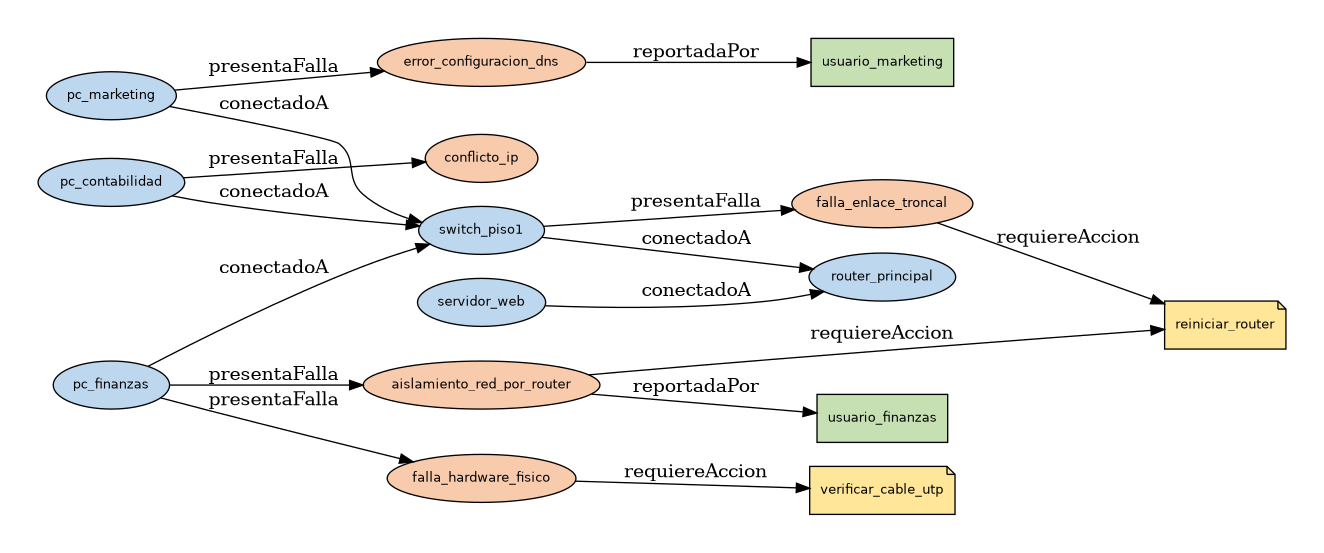 reportadaPor
error_configuracion_dns
usuario_marketing
presentaFalla
pc_marketing
conectadoA
presentaFalla
conflicto_ip
pc_contabilidad
conectadoA
presentaFalla
falla_enlace_troncal
switch_piso1
conectadoA
requiereAccion
conectadoA
router_principal
servidor_web
conectadoA
reiniciar_router
requiereAccion
presentaFalla
pc_finanzas
aislamiento_red_por_router
reportadaPor
presentaFalla
usuario_finanzas
requiereAccion
falla_hardware_fisico
verificar_cable_utp